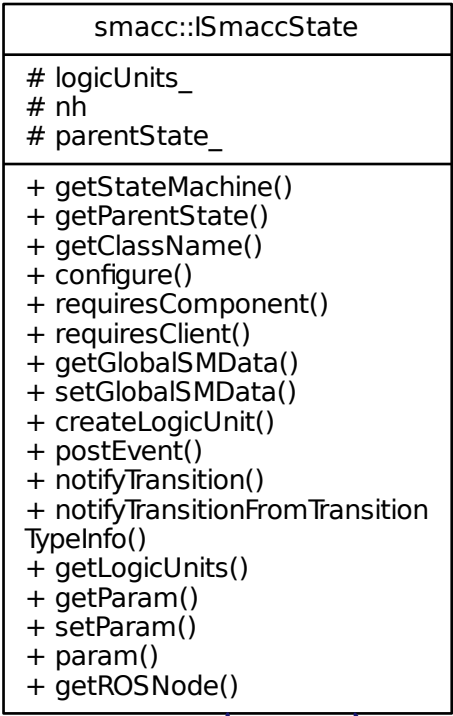 smacc::ISmaccState
# logicUnits_
# nh
# parentState_
+ getStateMachine()
+ getParentState()
+ getClassName()
+ configure()
+ requiresComponent()
+ requiresClient()
+ getGlobalSMData()
+ setGlobalSMData()
+ createLogicUnit()
+ postEvent()
+ notifyTransition()
+ notifyTransitionFromTransition
TypeInfo()
+ getLogicUnits()
+ getParam()
+ setParam()
+ param()
+ getROSNode()